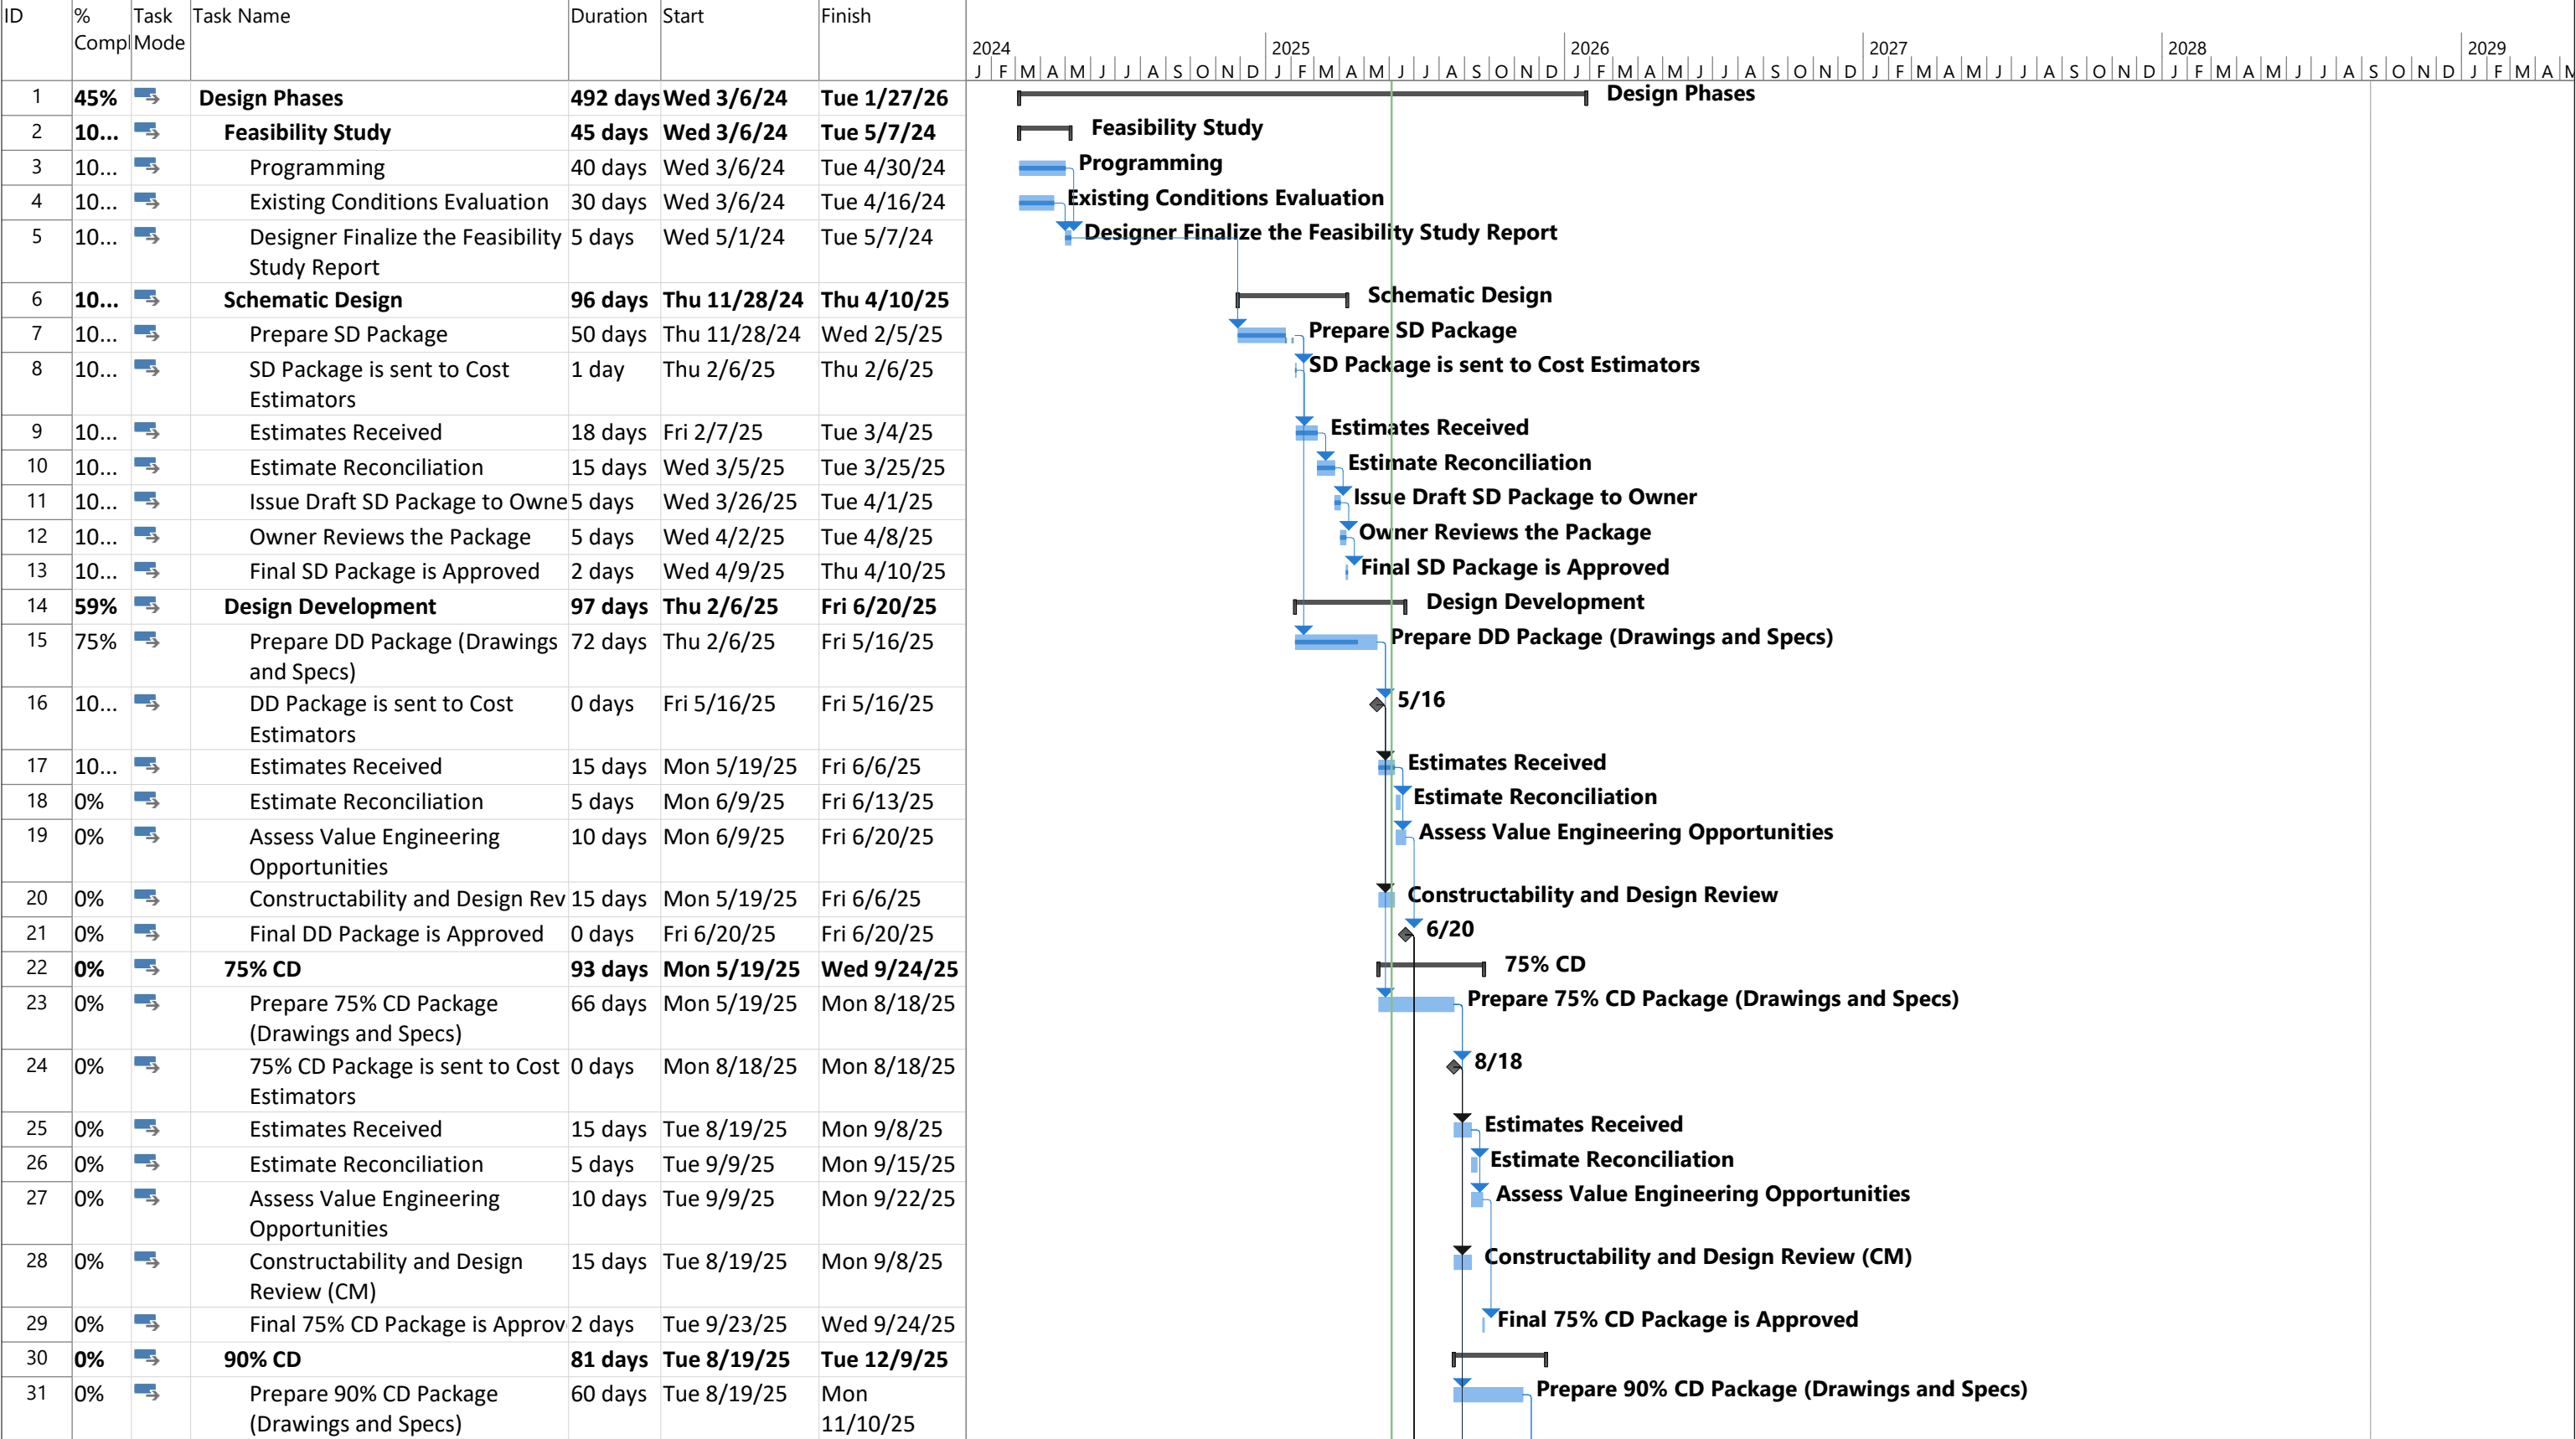 ID % Compl Task Mode Task Name Duration Start Finish
2024 2025 2026 2027 2028 2029
J F M A M J J A S O N D J F M A M J J A S O N D J F M A M J J A S O N D J F M A M J J A S O N D J F M A M J J A S O N D J F M A M
1 45% Design Phases 492 days Wed 3/6/24 Tue 1/27/26 Design Phases
2 10... Feasibility Study 45 days Wed 3/6/24 Tue 5/7/24 Feasibility Study
3 10... Programming 40 days Wed 3/6/24 Tue 4/30/24 Programming
4 10... Existing Conditions Evaluation 30 days Wed 3/6/24 Tue 4/16/24 Existing Conditions Evaluation
5 10... Designer Finalize the Feasibility 5 days Wed 5/1/24 Tue 5/7/24 Designer Finalize the Feasibility Study Report
Study Report
6 10... Schematic Design 96 days Thu 11/28/24 Thu 4/10/25 Schematic Design
7 10... Prepare SD Package 50 days Thu 11/28/24 Wed 2/5/25 Prepare SD Package
8 10... SD Package is sent to Cost 1 day Thu 2/6/25 Thu 2/6/25 SD Package is sent to Cost Estimators
Estimators
9 10... Estimates Received 18 days Fri 2/7/25 Tue 3/4/25 Estimates Received
10 10... Estimate Reconciliation 15 days Wed 3/5/25 Tue 3/25/25 Estimate Reconciliation
11 10... Issue Draft SD Package to Owne 5 days Wed 3/26/25 Tue 4/1/25 Issue Draft SD Package to Owner
12 10... Owner Reviews the Package 5 days Wed 4/2/25 Tue 4/8/25 Owner Reviews the Package
13 10... Final SD Package is Approved 2 days Wed 4/9/25 Thu 4/10/25 Final SD Package is Approved
14 59% Design Development 97 days Thu 2/6/25 Fri 6/20/25 Design Development
15 75% Prepare DD Package (Drawings 72 days Thu 2/6/25 Fri 5/16/25 Prepare DD Package (Drawings and Specs)
and Specs)
16 10... DD Package is sent to Cost 0 days Fri 5/16/25 Fri 5/16/25 5/16
Estimators
17 10... Estimates Received 15 days Mon 5/19/25 Fri 6/6/25 Estimates Received
18 0% Estimate Reconciliation 5 days Mon 6/9/25 Fri 6/13/25 Estimate Reconciliation
19 0% Assess Value Engineering 10 days Mon 6/9/25 Fri 6/20/25 Assess Value Engineering Opportunities
Opportunities
20 0% Constructability and Design Rev 15 days Mon 5/19/25 Fri 6/6/25 Constructability and Design Review
21 0% Final DD Package is Approved 0 days Fri 6/20/25 Fri 6/20/25 6/20
22 0% 75% CD 93 days Mon 5/19/25 Wed 9/24/25 75% CD
23 0% Prepare 75% CD Package 66 days Mon 5/19/25 Mon 8/18/25 Prepare 75% CD Package (Drawings and Specs)
(Drawings and Specs)
24 0% 75% CD Package is sent to Cost 0 days Mon 8/18/25 Mon 8/18/25 8/18
Estimators
25 0% Estimates Received 15 days Tue 8/19/25 Mon 9/8/25 Estimates Received
26 0% Estimate Reconciliation 5 days Tue 9/9/25 Mon 9/15/25 Estimate Reconciliation
27 0% Assess Value Engineering 10 days Tue 9/9/25 Mon 9/22/25 Assess Value Engineering Opportunities
Opportunities
28 0% Constructability and Design 15 days Tue 8/19/25 Mon 9/8/25 Constructability and Design Review (CM)
Review (CM)
29 0% Final 75% CD Package is Approv 2 days Tue 9/23/25 Wed 9/24/25 Final 75% CD Package is Approved
30 0% 90% CD 81 days Tue 8/19/25 Tue 12/9/25
31 0% Prepare 90% CD Package 60 days Tue 8/19/25 Mon Prepare 90% CD Package (Drawings and Specs)
(Drawings and Specs) 11/10/25